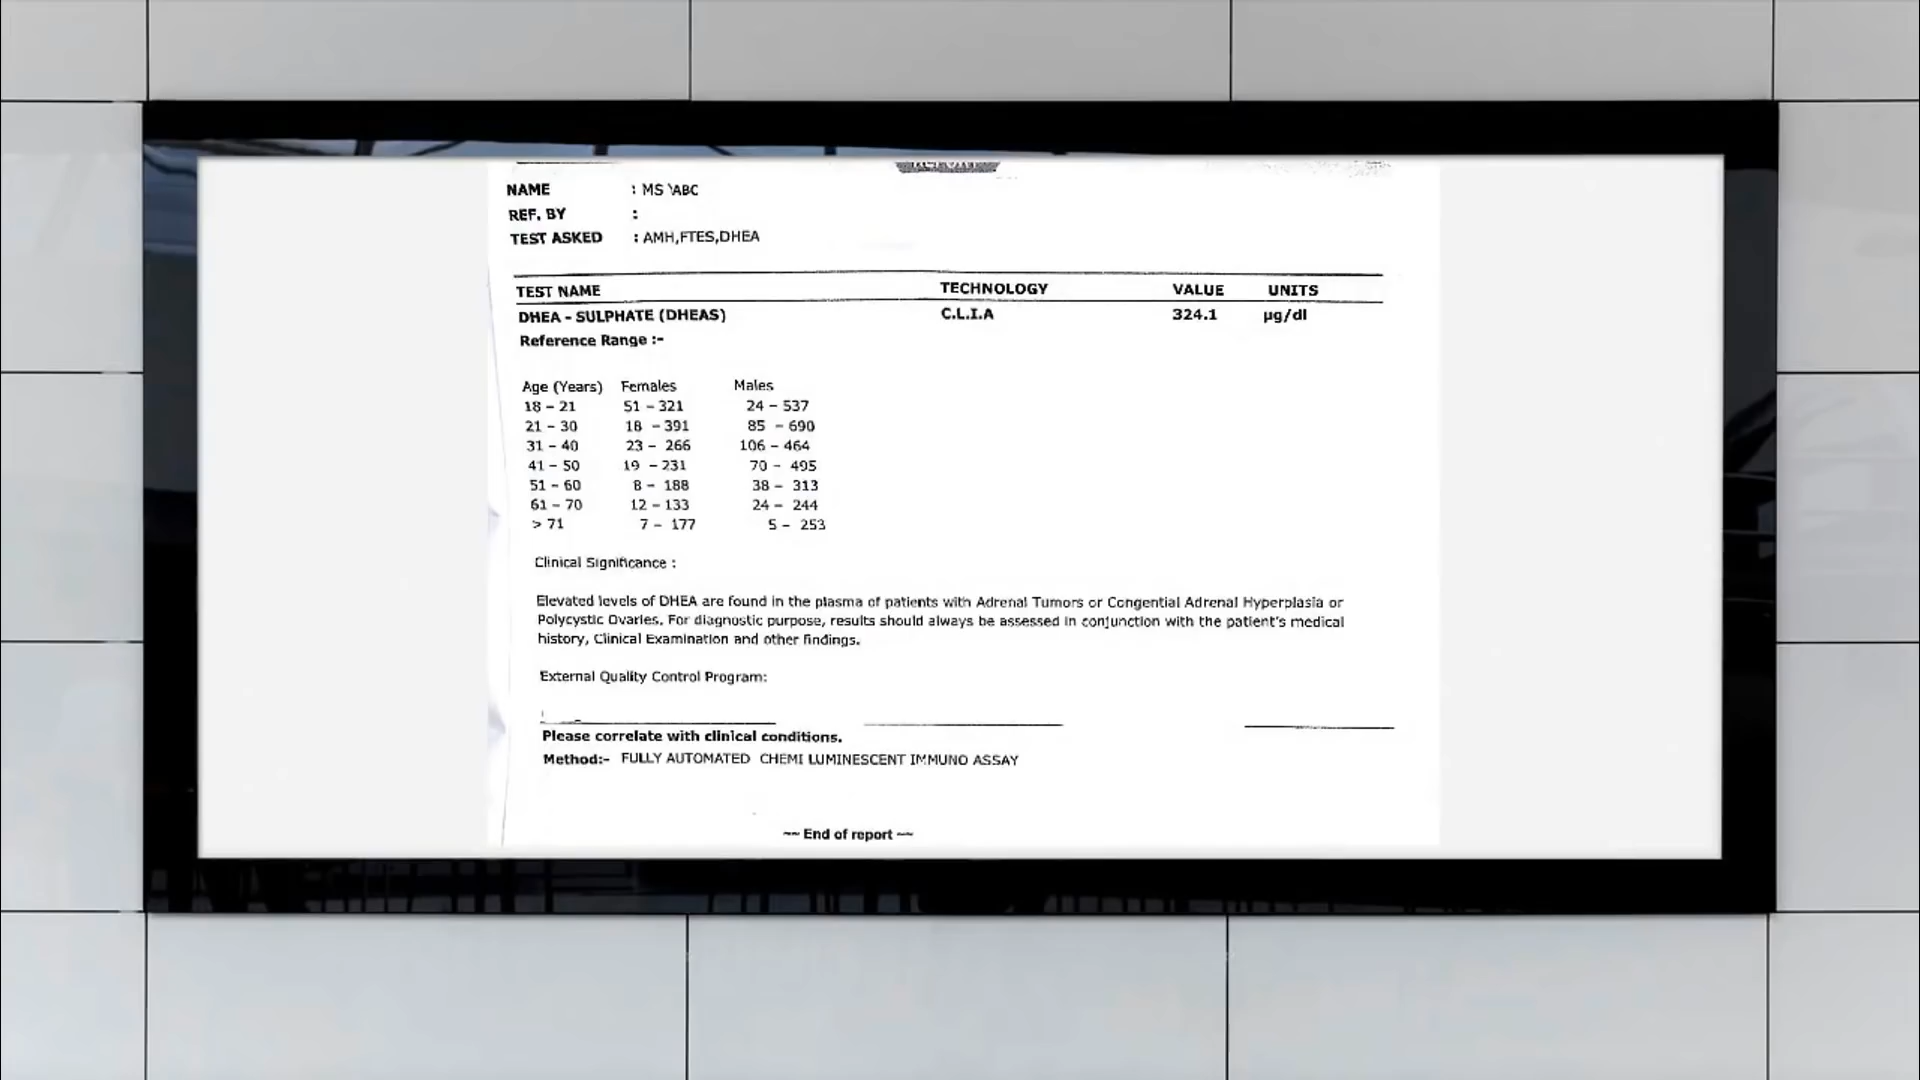 NAME : MS \ABC
REF. BY :
TEST ASKED : AMH,FTES,DHEA
TEST NAME TECHNOLOGY VALUE UNITS
DHEA - SULPHATE (DHEAS) C.L.I.A 324.1 µg/dl
Reference Range :-
Age (Years) Females Males
18 - 21 51 - 321 24 - 537
21 - 30 18 - 391 85 - 690
31 - 40 23 - 266 106 - 464
41 - 50 19 - 231 70 - 495
51 - 60 8 - 188 38 - 313
61 - 70 12 - 133 24 - 244
> 71 7 - 177 5 - 253
Clinical Significance :
Elevated levels of DHEA are found in the plasma of patients with Adrenal Tumors or Congential Adrenal Hyperplasia or
Polycystic Ovaries. For diagnostic purpose, results should always be assessed in conjunction with the patient's medical
history, Clinical Examination and other findings.
External Quality Control Program:
Please correlate with clinical conditions.
Method:- FULLY AUTOMATED CHEMI LUMINESCENT IMMUNO ASSAY
~~ End of report ~~